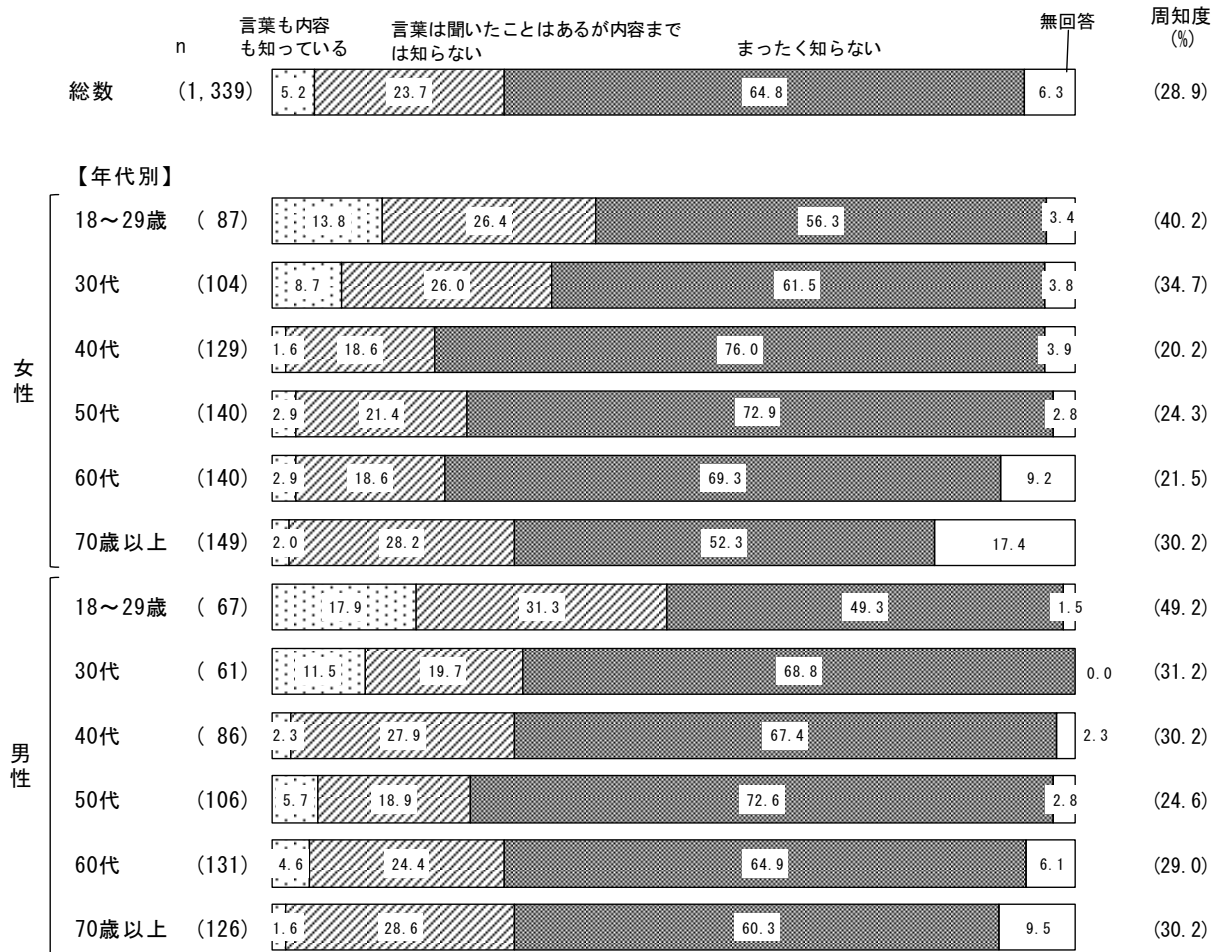 言葉も内容
も知っている
言葉は聞いたことはあるが内容まで
は知らない
まったく知らない
無回答
周知度
(%)
n
総数 (1,339) 5.2 23.7 64.8 6.3 (28.9)
【年代別】
女性
18～29歳 ( 87) 13.8 26.4 56.3 3.4 (40.2)
30代 (104) 8.7 26.0 61.5 3.8 (34.7)
40代 (129) 1.6 18.6 76.0 3.9 (20.2)
50代 (140) 2.9 21.4 72.9 2.8 (24.3)
60代 (140) 2.9 18.6 69.3 9.2 (21.5)
70歳以上 (149) 2.0 28.2 52.3 17.4 (30.2)
男性
18～29歳 ( 67) 17.9 31.3 49.3 1.5 (49.2)
30代 ( 61) 11.5 19.7 68.8 0.0 (31.2)
40代 ( 86) 2.3 27.9 67.4 2.3 (30.2)
50代 (106) 5.7 18.9 72.6 2.8 (24.6)
60代 (131) 4.6 24.4 64.9 6.1 (29.0)
70歳以上 (126) 1.6 28.6 60.3 9.5 (30.2)